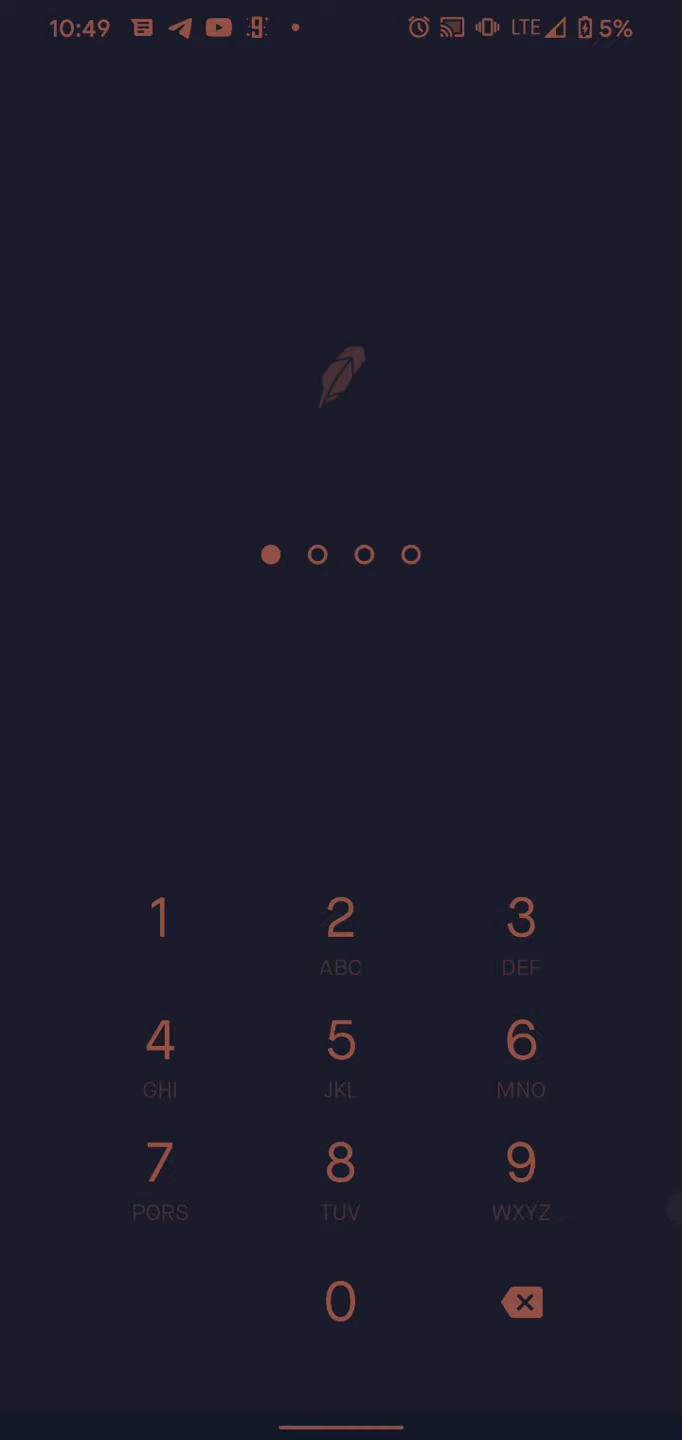 10:49 LTE 5%
1 2 3
ABC DEF
4 5 6
GHI JKL MNO
7 8 9
PQRS TUV WXYZ
0